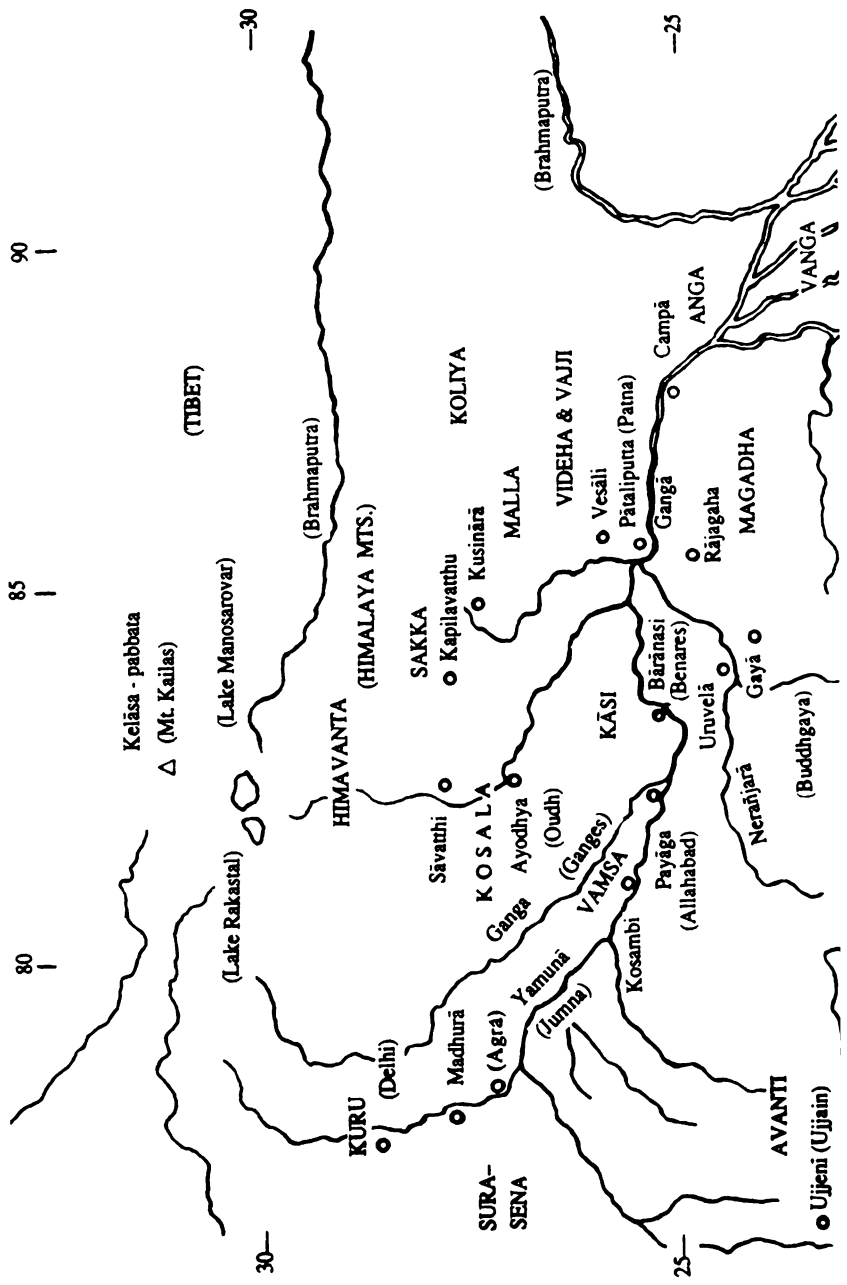 80
85
90
30
30
25
25
Kelāsa - pabbata
(Mt. Kailas)
(TIBET)
(Lake Rakastal)
(Lake Manosarovar)
(Brahmaputra)
HIMAVANTA
(HIMALAYA MTS.)
KURU
(Delhi)
Madhurā
(Agra)
SURA-
SENA
Sāvatthi
KOSALA
Ayodhya
(Oudh)
SAKKA
Kapilavatthu
Kusinārā
KOLIYA
MALLA
VIDEHA & VAJJI
Vesāli
Pātaliputta (Patna)
Gangā
Ganga
(Ganges)
Yamunā
(Jumna)
VAMSA
Kosambi
Payāga
(Allahabad)
KĀSI
Bārānasi
(Benares)
Uruvelā
Gayā
Nerañjarā
(Buddhgaya)
Rājagaha
MAGADHA
Campā
ANGA
VANGA
(Brahmaputra)
AVANTI
Ujjeni (Ujjain)